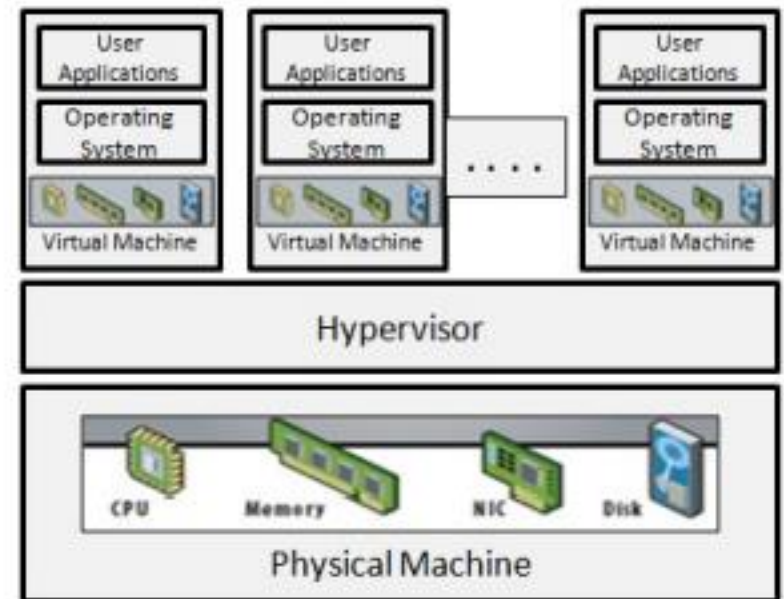 User
Applications
Operating
System
Virtual Machine
User
Applications
Operating
System
Virtual Machine
. . . .
User
Applications
Operating
System
Virtual Machine
Hypervisor
CPU
Memory
NIC
Disk
Physical Machine